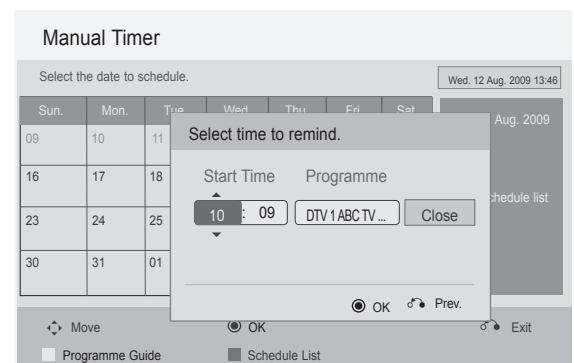 Manual Timer
Select the date to schedule.
Wed. 12 Aug. 2009 13:46
Sun. Mon. Tue Wed Thu Fri Sat
Aug. 2009
09 10 11
Select time to remind.
16 17 18
Start Time Programme
chedule list
10 : 09 DTV 1 ABC TV ... Close
23 24 25
30 31 01
OK Prev.
Move OK Exit
Programme Guide Schedule List